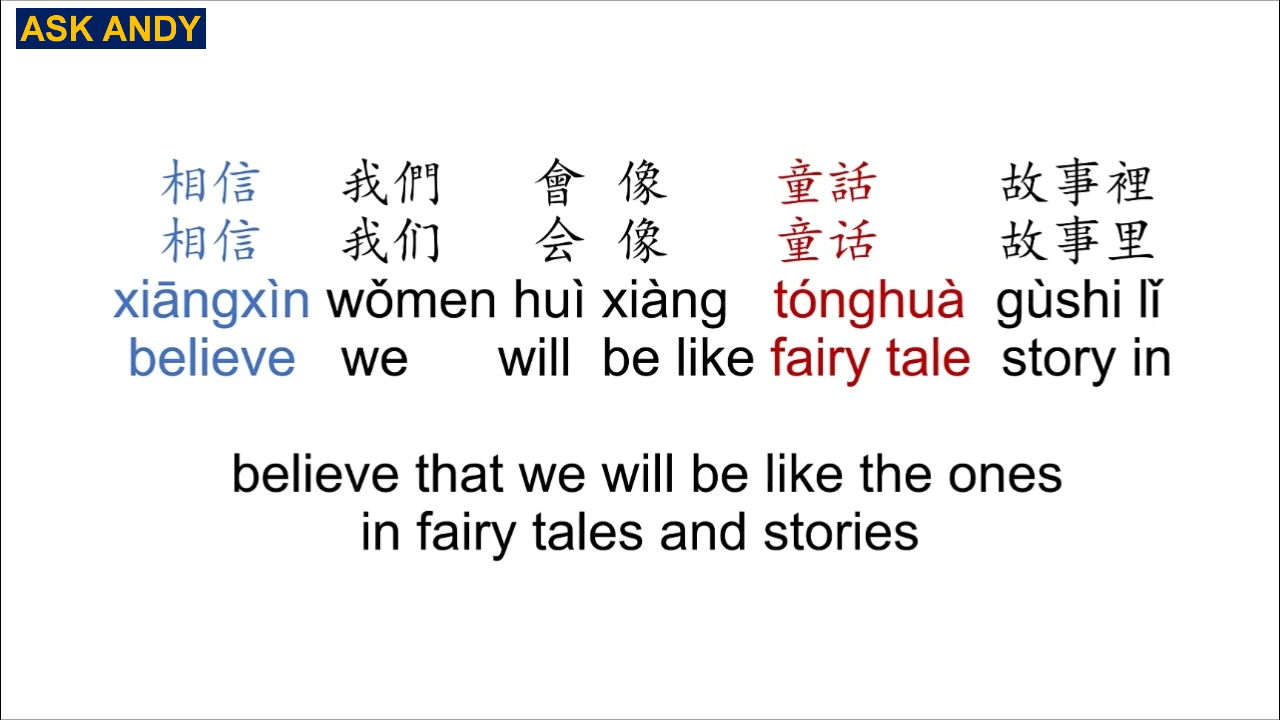 ASK ANDY
相信 我們 會 像 童話 故事裡
相信 我们 会 像 童话 故事里
xiāngxìn wǒmen huì xiàng tónghuà gùshi lǐ
believe we will be like fairy tale story in
believe that we will be like the ones
in fairy tales and stories